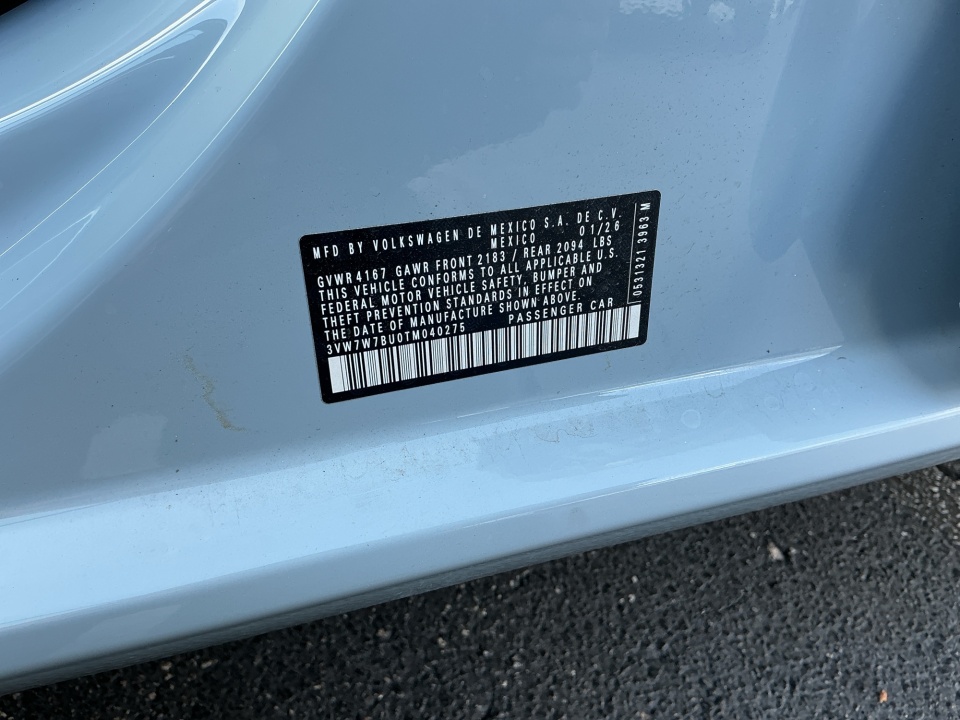 MFD BY VOLKSWAGEN DE MEXICO S.A. DE C.V.
MEXICO 01/26
GVWR 4167 GAWR FRONT 2183 / REAR 2094 LBS
THIS VEHICLE CONFORMS TO ALL APPLICABLE U.S.
FEDERAL MOTOR VEHICLE SAFETY, BUMPER AND
THEFT PREVENTION STANDARDS IN EFFECT ON
THE DATE OF MANUFACTURE SHOWN ABOVE.
3VW7W7BU0TM040275 PASSENGER CAR
0531321 3963 M